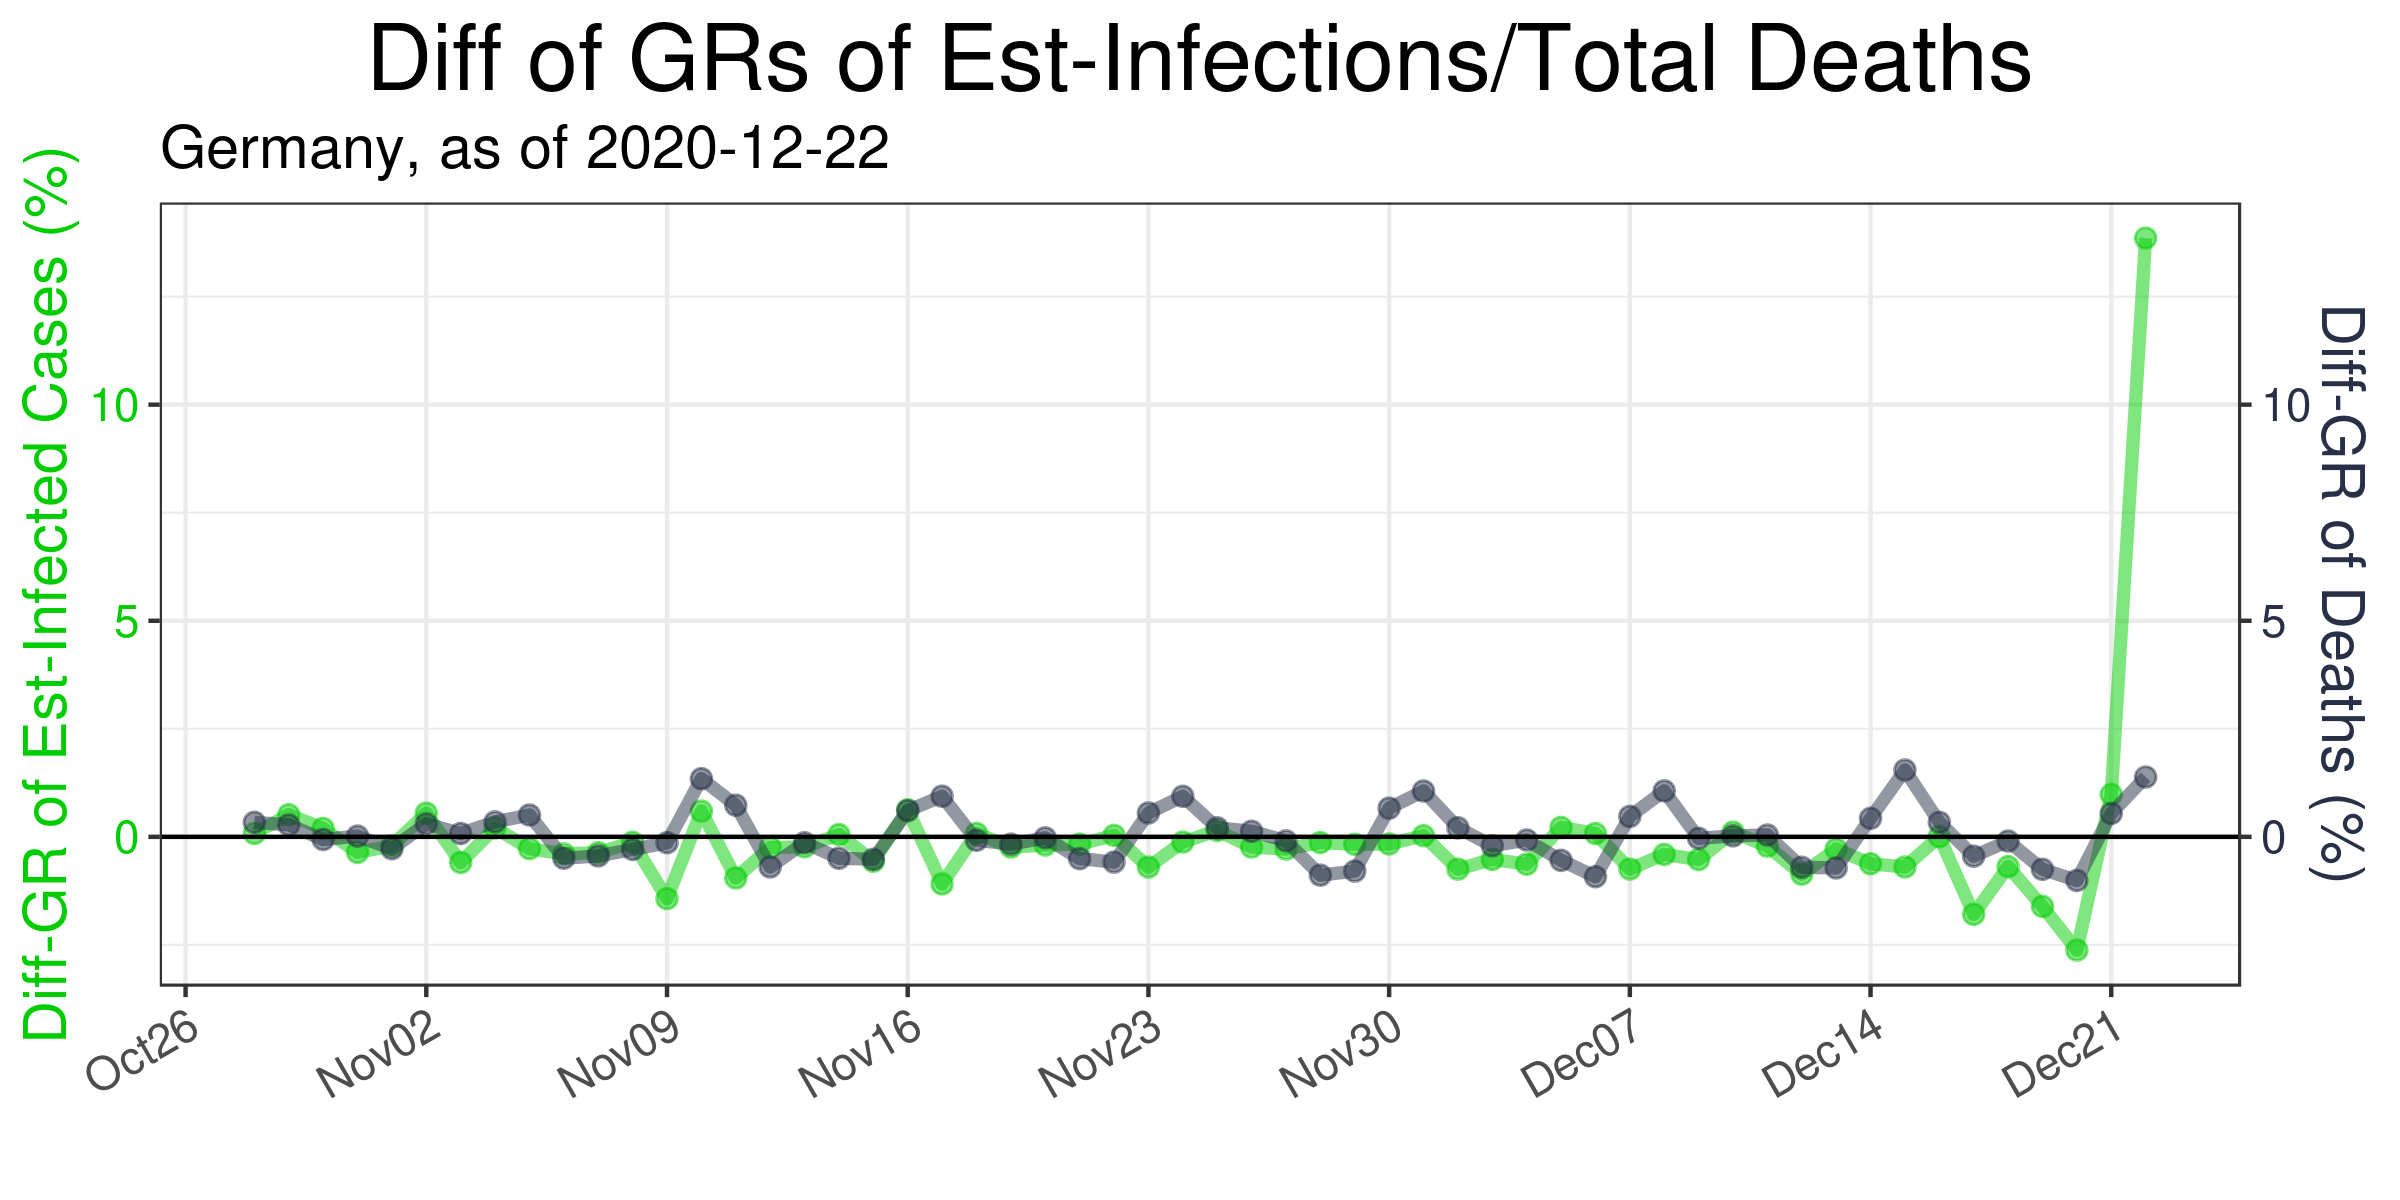 Diff of GRs of Est-Infections/Total Deaths
Germany, as of 2020-12-22
Diff-GR of Est-Infected Cases (%)
10
5
0
10
5
0
Diff-GR of Deaths (%)
Oct26
Nov02
Nov09
Nov16
Nov23
Nov30
Dec07
Dec14
Dec21